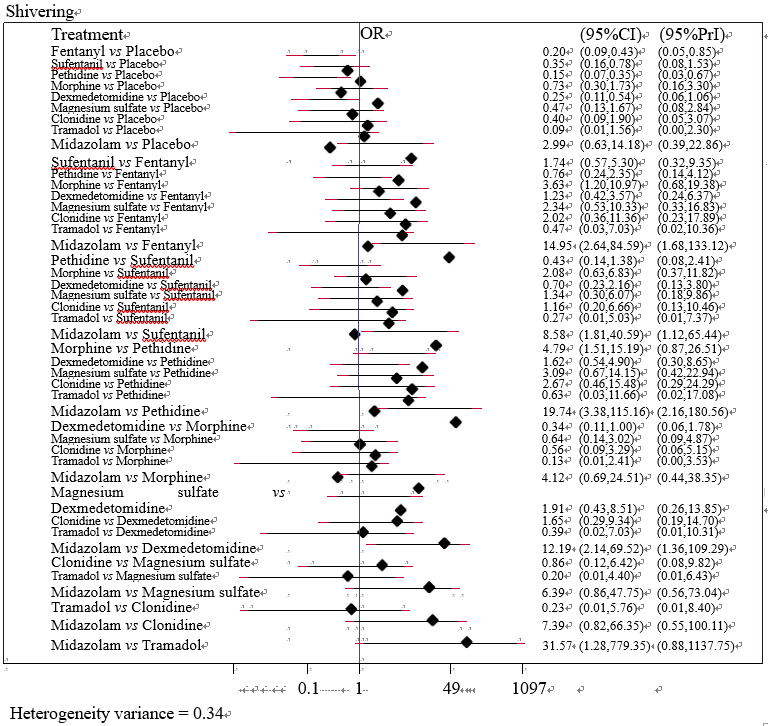 Shivering
Treatment OR (95%CI) (95%PrI)
Fentanyl vs Placebo 0.20 (0.09,0.43) (0.05,0.85)
Sufentanil vs Placebo 0.35 (0.16,0.78) (0.08,1.53)
Pethidine vs Placebo 0.15 (0.07,0.35) (0.03,0.67)
Morphine vs Placebo 0.73 (0.30,1.73) (0.16,3.30)
Dexmedetomidine vs Placebo 0.25 (0.11,0.54) (0.06,1.06)
Magnesium sulfate vs Placebo 0.47 (0.13,1.67) (0.08,2.84)
Clonidine vs Placebo 0.40 (0.09,1.90) (0.05,3.07)
Tramadol vs Placebo 0.09 (0.01,1.56) (0.00,2.30)
Midazolam vs Placebo 2.99 (0.63,14.18) (0.39,22.86)
Sufentanil vs Fentanyl 1.74 (0.57,5.30) (0.32,9.35)
Pethidine vs Fentanyl 0.76 (0.24,2.35) (0.14,4.12)
Morphine vs Fentanyl 3.63 (1.20,10.97) (0.68,19.38)
Dexmedetomidine vs Fentanyl 1.23 (0.42,3.57) (0.24,6.37)
Magnesium sulfate vs Fentanyl 2.34 (0.53,10.33) (0.33,16.83)
Clonidine vs Fentanyl 2.02 (0.36,11.36) (0.23,17.89)
Tramadol vs Fentanyl 0.47 (0.03,7.03) (0.02,10.36)
Midazolam vs Fentanyl 14.95 (2.64,84.59) (1.68,133.12)
Pethidine vs Sufentanil 0.43 (0.14,1.38) (0.08,2.41)
Morphine vs Sufentanil 2.08 (0.63,6.83) (0.37,11.82)
Dexmedetomidine vs Sufentanil 0.70 (0.23,2.16) (0.13,3.80)
Magnesium sulfate vs Sufentanil 1.34 (0.30,6.07) (0.18,9.86)
Clonidine vs Sufentanil 1.16 (0.20,6.66) (0.13,10.46)
Tramadol vs Sufentanil 0.27 (0.01,5.03) (0.01,7.37)
Midazolam vs Sufentanil 8.58 (1.81,40.59) (1.12,65.44)
Morphine vs Pethidine 4.79 (1.51,15.19) (0.87,26.51)
Dexmedetomidine vs Pethidine 1.62 (0.54,4.90) (0.30,8.65)
Magnesium sulfate vs Pethidine 3.09 (0.67,14.15) (0.42,22.94)
Clonidine vs Pethidine 2.67 (0.46,15.48) (0.29,24.29)
Tramadol vs Pethidine 0.63 (0.03,11.66) (0.02,17.08)
Midazolam vs Pethidine 19.74 (3.38,115.16) (2.16,180.56)
Dexmedetomidine vs Morphine 0.34 (0.11,1.00) (0.06,1.78)
Magnesium sulfate vs Morphine 0.64 (0.14,3.02) (0.09,4.87)
Clonidine vs Morphine 0.56 (0.09,3.29) (0.06,5.15)
Tramadol vs Morphine 0.13 (0.01,2.41) (0.00,3.53)
Midazolam vs Morphine 4.12 (0.69,24.51) (0.44,38.35)
Magnesium sulfate vs
Dexmedetomidine 1.91 (0.43,8.51) (0.26,13.85)
Clonidine vs Dexmedetomidine 1.65 (0.29,9.34) (0.19,14.70)
Tramadol vs Dexmedetomidine 0.39 (0.02,7.03) (0.01,10.31)
Midazolam vs Dexmedetomidine 12.19 (2.14,69.52) (1.36,109.29)
Clonidine vs Magnesium sulfate 0.86 (0.12,6.42) (0.08,9.82)
Tramadol vs Magnesium sulfate 0.20 (0.01,4.40) (0.01,6.43)
Midazolam vs Magnesium sulfate 6.39 (0.86,47.75) (0.56,73.04)
Tramadol vs Clonidine 0.23 (0.01,5.76) (0.01,8.40)
Midazolam vs Clonidine 7.39 (0.82,66.35) (0.55,100.11)
Midazolam vs Tramadol 31.57 (1.28,779.35) (0.88,1137.75)
0.1 1 49 1097
Heterogeneity variance = 0.34